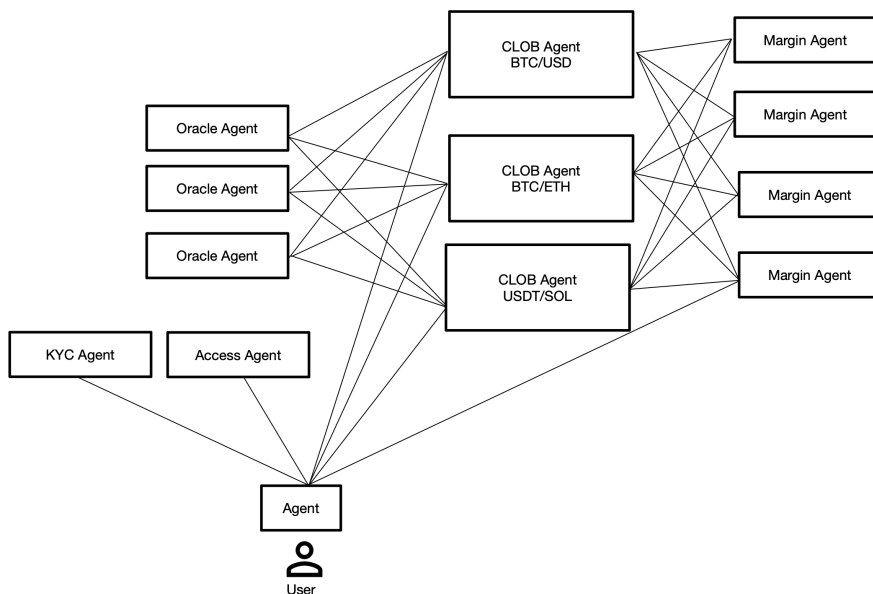 CLOB Agent
BTC/USD
Margin Agent
Oracle Agent
Margin Agent
Oracle Agent
CLOB Agent
BTC/ETH
Margin Agent
Oracle Agent
CLOB Agent
USDT/SOL
Margin Agent
KYC Agent
Access Agent
Agent
User